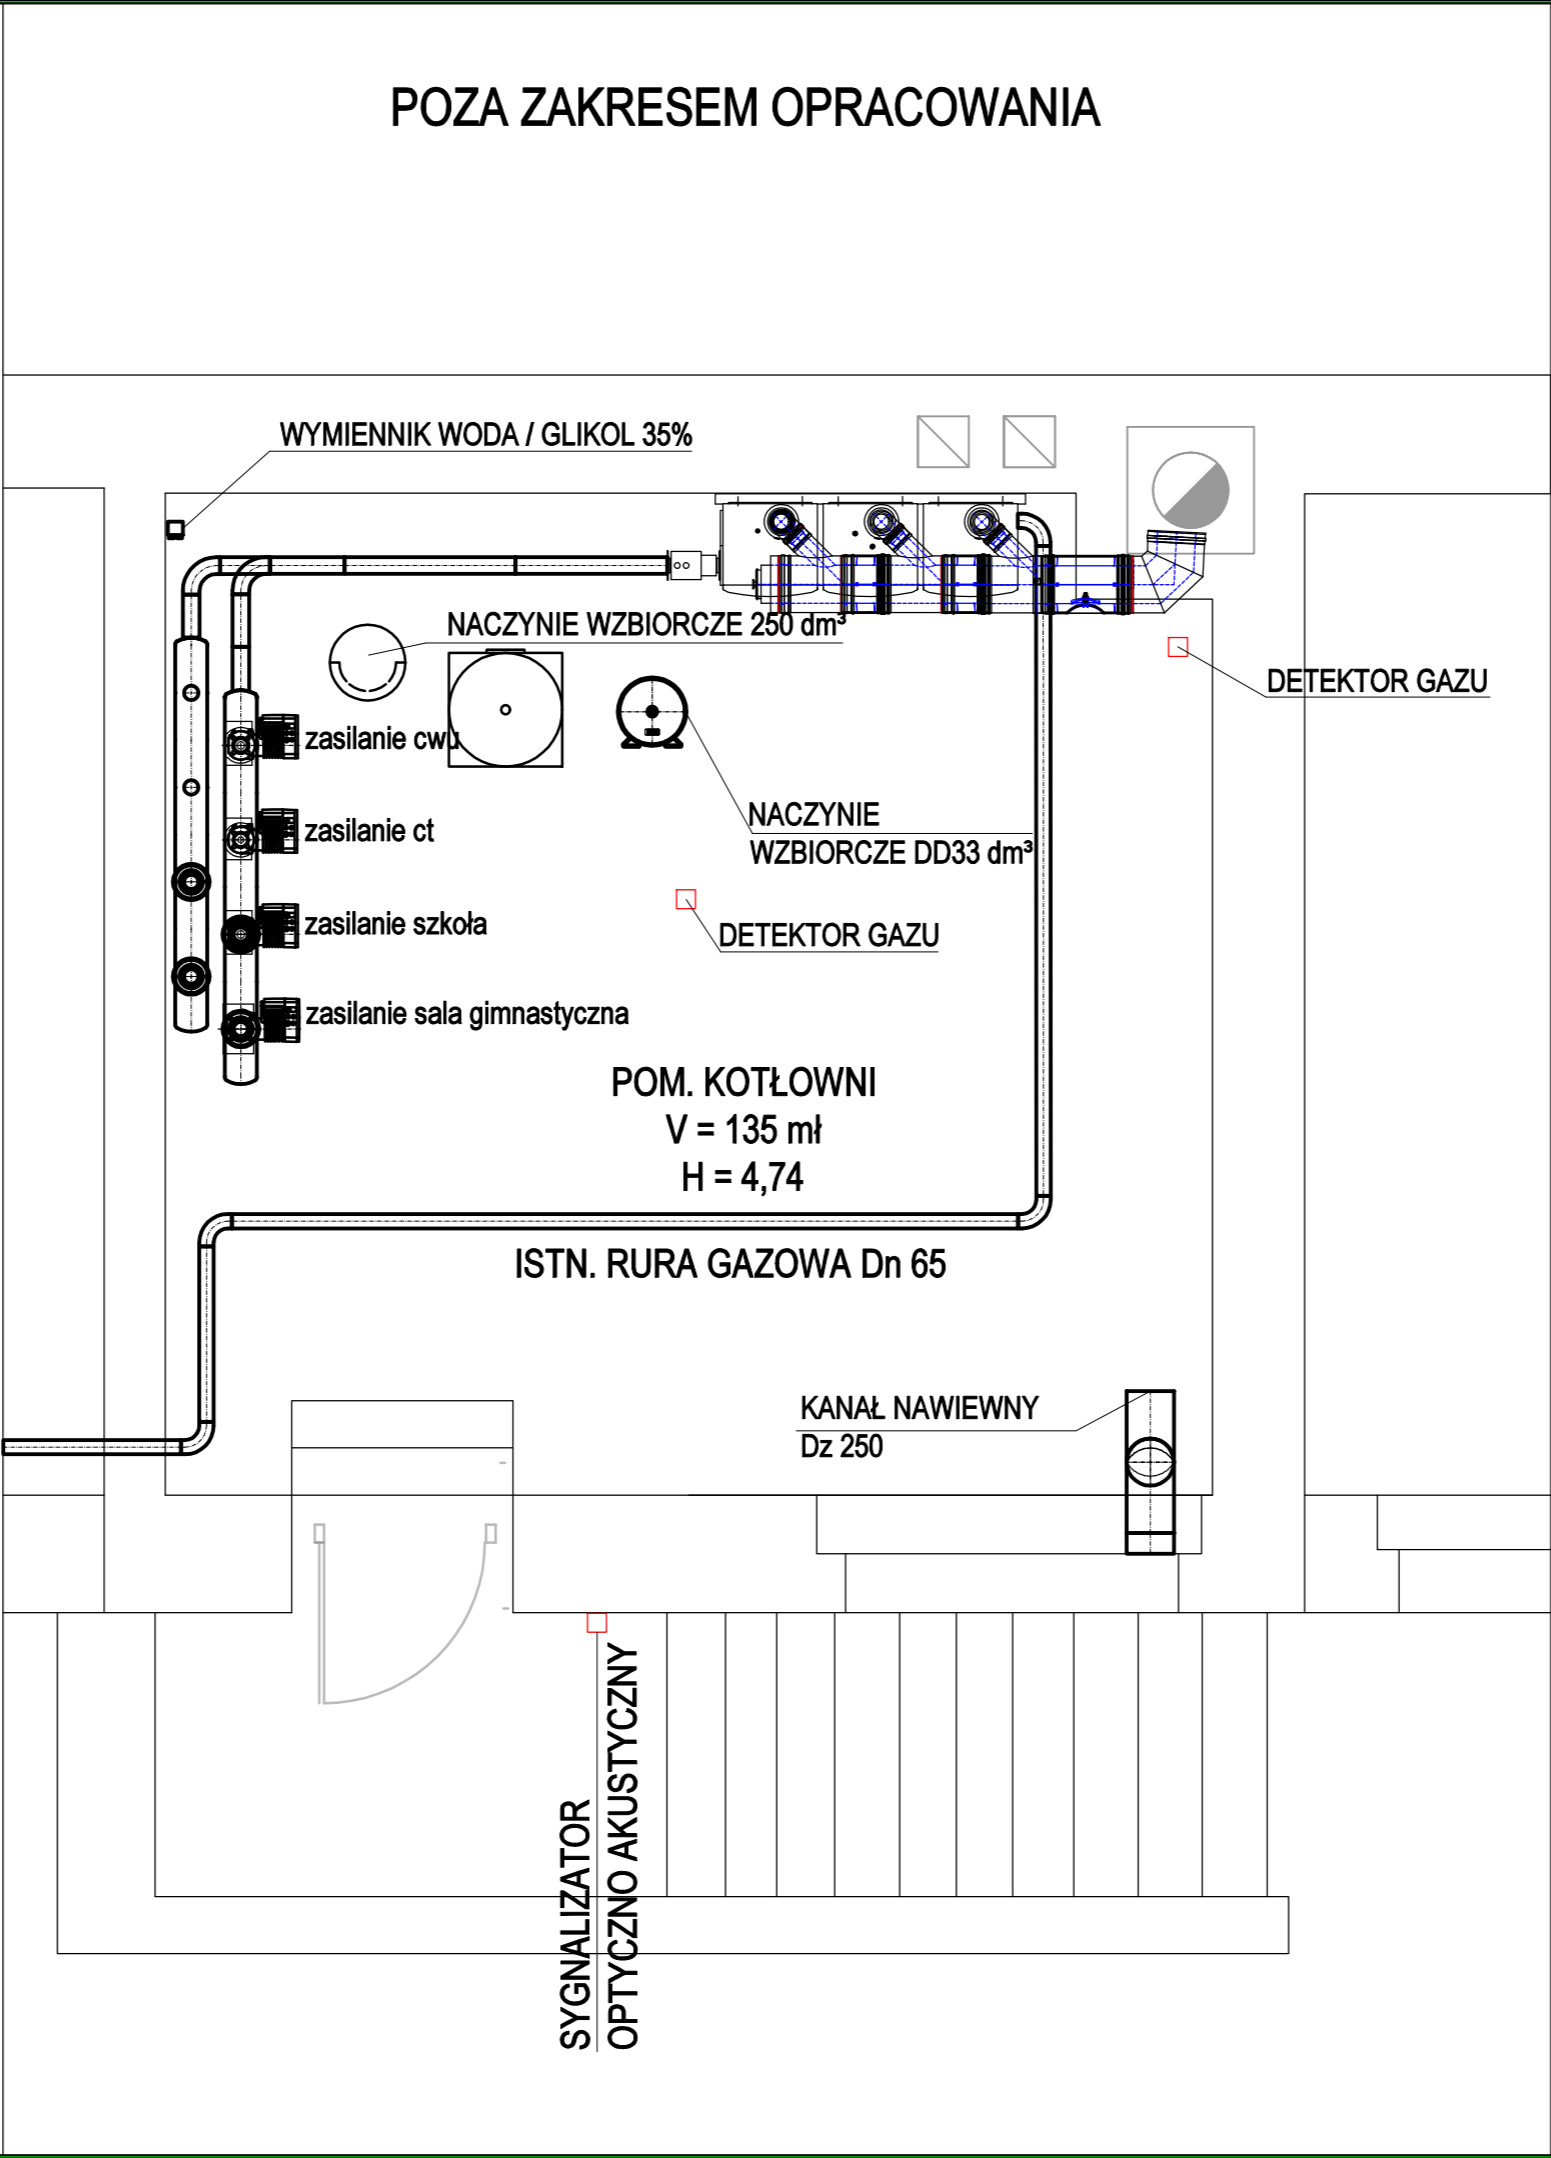 POZA ZAKRESEM OPRACOWANIA
WYMIENNIK WODA / GLIKOL 35%
NACZYNIE WZBIORCZE 250 dm³
DETEKTOR GAZU
zasilanie cwu
zasilanie ct
NACZYNIE
WZBIORCZE DD33 dm³
zasilanie szkoła
DETEKTOR GAZU
zasilanie sala gimnastyczna
POM. KOTŁOWNI
V = 135 mł
H = 4,74
ISTN. RURA GAZOWA Dn 65
KANAŁ NAWIEWNY
Dz 250
SYGNALIZATOR
OPTYCZNO AKUSTYCZNY